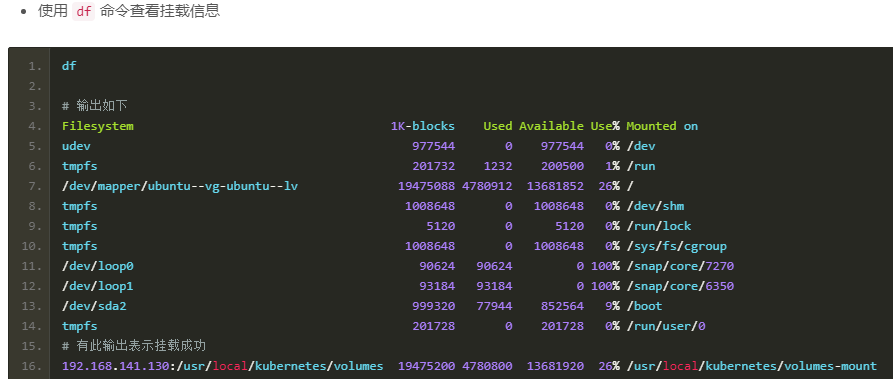 使用 df 命令查看挂载信息
1. df
2.
3. # 输出如下
4. Filesystem 1K-blocks Used Available Use% Mounted on
5. udev 977544 0 977544 0% /dev
6. tmpfs 201732 1232 200500 1% /run
7. /dev/mapper/ubuntu--vg-ubuntu--lv 19475088 4780912 13681852 26% /
8. tmpfs 1008648 0 1008648 0% /dev/shm
9. tmpfs 5120 0 5120 0% /run/lock
10. tmpfs 1008648 0 1008648 0% /sys/fs/cgroup
11. /dev/loop0 90624 90624 0 100% /snap/core/7270
12. /dev/loop1 93184 93184 0 100% /snap/core/6350
13. /dev/sda2 999320 77944 852564 9% /boot
14. tmpfs 201728 0 201728 0% /run/user/0
15. # 有此输出表示挂载成功
16. 192.168.141.130:/usr/local/kubernetes/volumes 19475200 4780800 13681920 26% /usr/local/kubernetes/volumes-mount